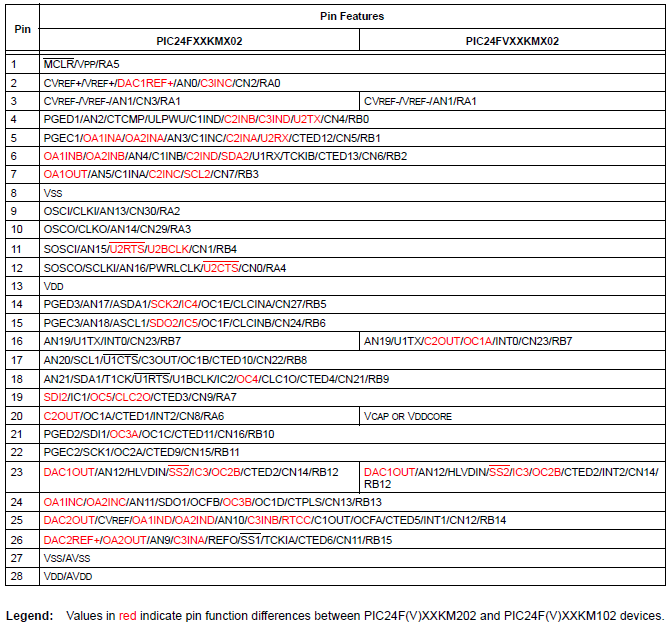 Pin
Pin Features
PIC24FXXKMX02 PIC24FVXXKMX02
1 MCLR/VPP/RA5
2 CVREF+/VREF+/DAC1REF+/AN0/C3INC/CN2/RA0
3 CVREF-/VREF-/AN1/CN3/RA1 CVREF-/VREF-/AN1/RA1
4 PGED1/AN2/CTCMP/ULPWU/C1IND/C2INB/C3IND/U2TX/CN4/RB0
5 PGEC1/OA1INA/OA2INA/AN3/C1INC/C2INA/U2RX/CTED12/CN5/RB1
6 OA1INB/OA2INB/AN4/C1INB/C2IND/SDA2/U1RX/TCKIB/CTED13/CN6/RB2
7 OA1OUT/AN5/C1INA/C2INC/SCL2/CN7/RB3
8 VSS
9 OSCI/CLKI/AN13/CN30/RA2
10 OSCO/CLKO/AN14/CN29/RA3
11 SOSCI/AN15/U2RTS/U2BCLK/CN1/RB4
12 SOSCO/SCLKI/AN16/PWRLCLK/U2CTS/CN0/RA4
13 VDD
14 PGED3/AN17/ASDA1/SCK2/IC4/OC1E/CLCINA/CN27/RB5
15 PGEC3/AN18/ASCL1/SDO2/IC5/OC1F/CLCINB/CN24/RB6
16 AN19/U1TX/INT0/CN23/RB7 AN19/U1TX/C2OUT/OC1A/INT0/CN23/RB7
17 AN20/SCL1/U1CTS/C3OUT/OC1B/CTED10/CN22/RB8
18 AN21/SDA1/T1CK/U1RTS/U1BCLK/IC2/OC4/CLC1O/CTED4/CN21/RB9
19 SDI2/IC1/OC5/CLC2O/CTED3/CN9/RA7
20 C2OUT/OC1A/CTED1/INT2/CN8/RA6 VCAP OR VDDCORE
21 PGED2/SDI1/OC3A/OC1C/CTED11/CN16/RB10
22 PGEC2/SCK1/OC2A/CTED9/CN15/RB11
23 DAC1OUT/AN12/HLVDIN/SS2/IC3/OC2B/CTED2/CN14/RB12 DAC1OUT/AN12/HLVDIN/SS2/IC3/OC2B/CTED2/INT2/CN14/
RB12
24 OA1INC/OA2INC/AN11/SDO1/OCFB/OC3B/OC1D/CTPLS/CN13/RB13
25 DAC2OUT/CVREF/OA1IND/OA2IND/AN10/C3INB/RTCC/C1OUT/OCFA/CTED5/INT1/CN12/RB14
26 DAC2REF+/OA2OUT/AN9/C3INA/REFO/SS1/TCKIA/CTED6/CN11/RB15
27 VSS/AVSS
28 VDD/AVDD
Legend: Values in red indicate pin function differences between PIC24F(V)XXKM202 and PIC24F(V)XXKM102 devices.